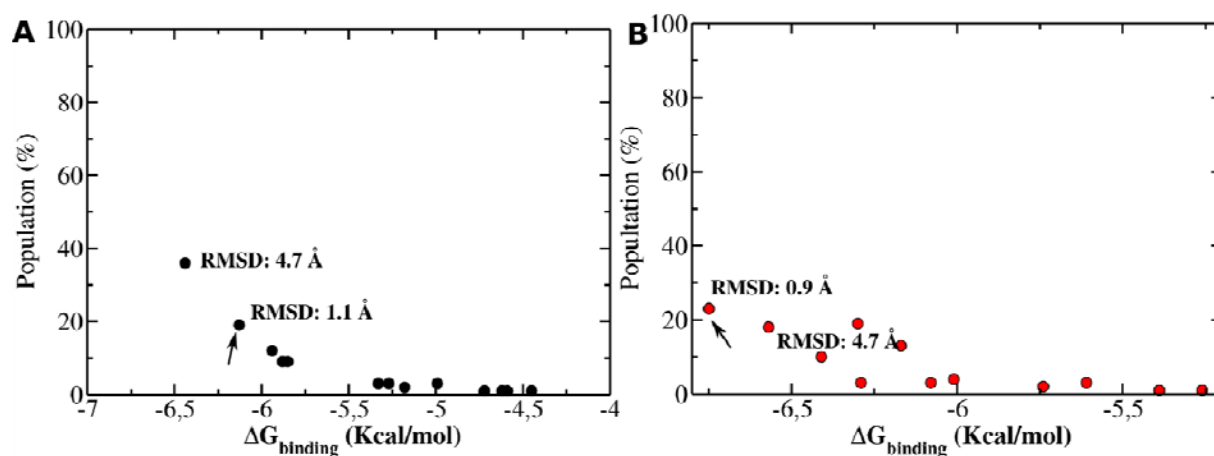 A
Population (%)
100
80
60
40
20
0
RMSD: 4.7 Å
RMSD: 1.1 Å
-7
-6,5
-6
-5,5
-5
-4,5
-4
ΔGbinding (Kcal/mol)
B
Popultation (%)
100
80
60
40
20
0
RMSD: 0.9 Å
RMSD: 4.7 Å
-6,5
-6
-5,5
ΔGbinding (Kcal/mol)